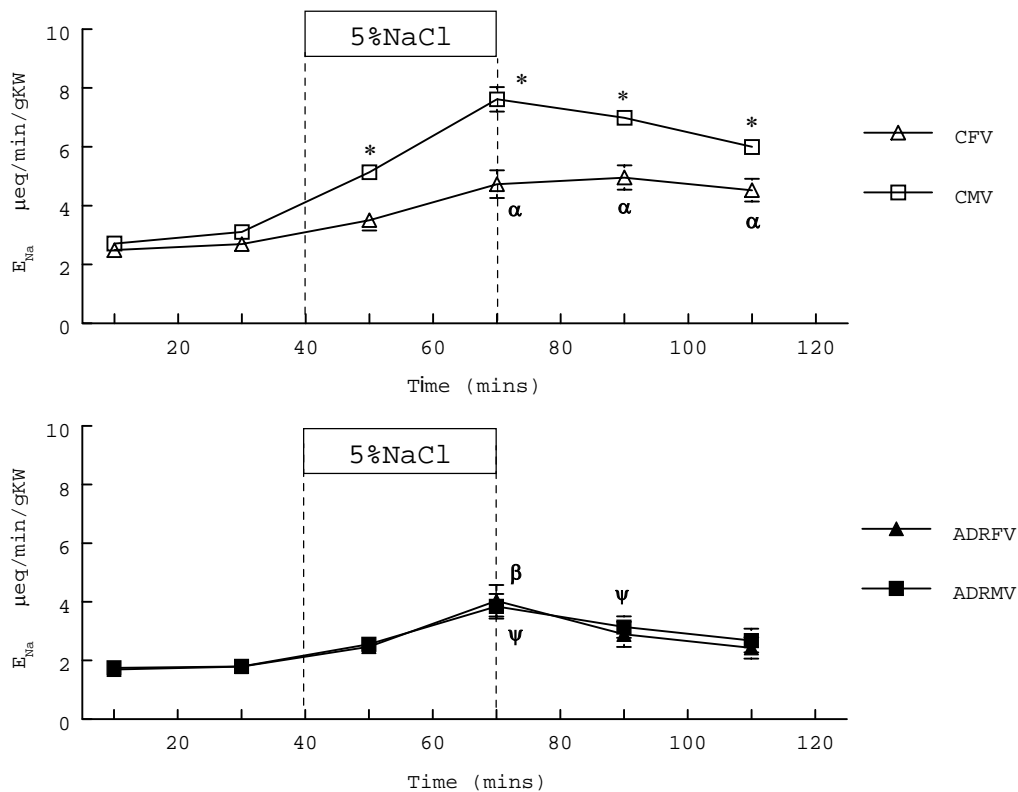 10
8
6
4
2
0
E_Na μeq/min/gKW
5%NaCl
*
*
*
*
α
α
α
20
40
60
80
100
120
Time (mins)
CFV
CMV
10
8
6
4
2
0
E_Na μeq/min/gKW
5%NaCl
β
ψ
ψ
20
40
60
80
100
120
Time (mins)
ADRFV
ADRMV